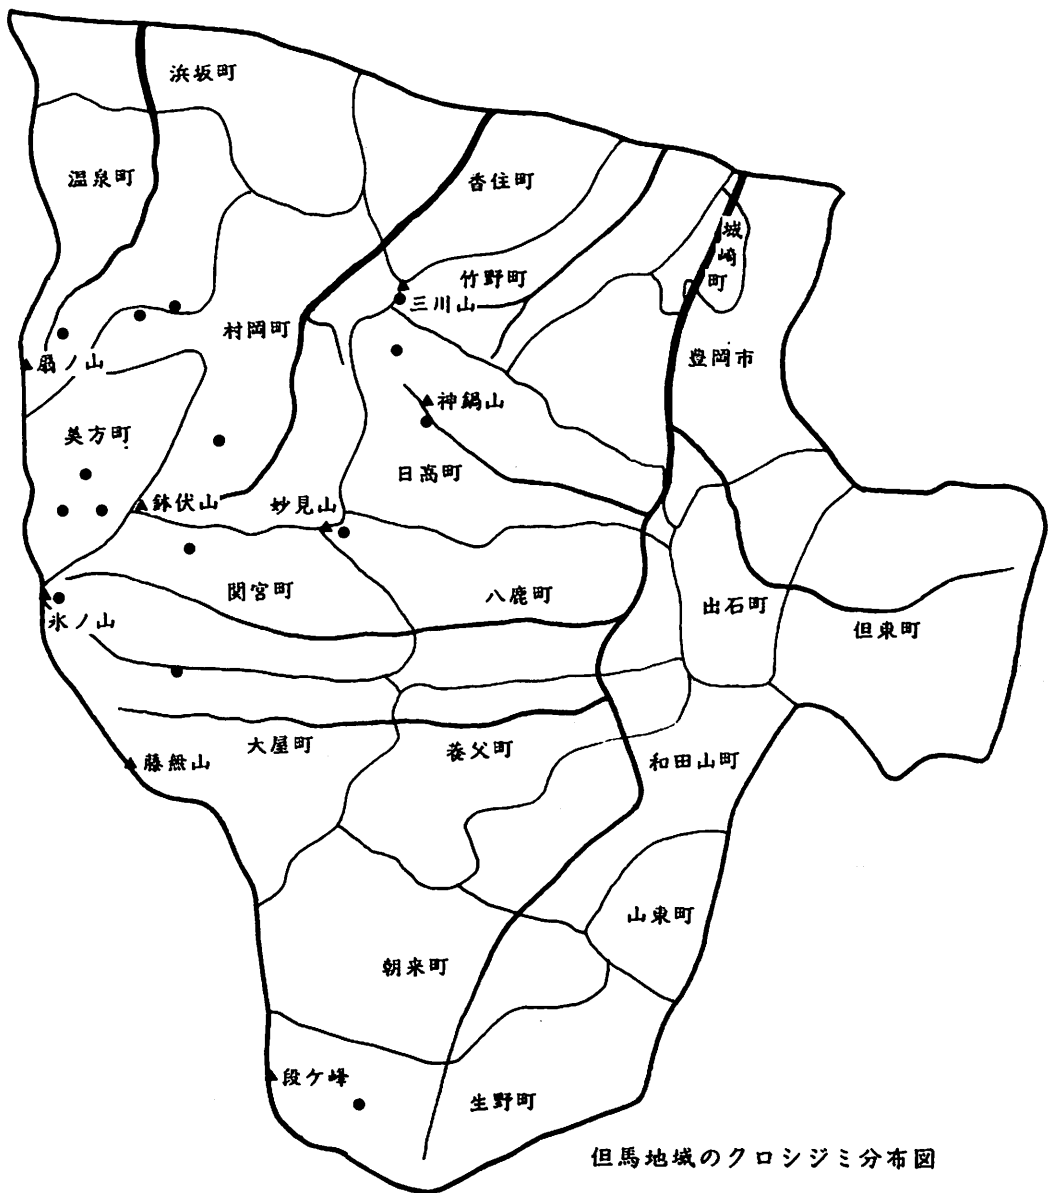 浜坂町
温泉町
香住町
城崎町
竹野町
三川山
村岡町
豊岡市
扇ノ山
神鍋山
美方町
日高町
鉢伏山
妙見山
関宮町
八鹿町
出石町
氷ノ山
但東町
大屋町
養父町
藤無山
和田山町
山東町
朝来町
段ケ峰
生野町
但馬地域のクロシジミ分布図